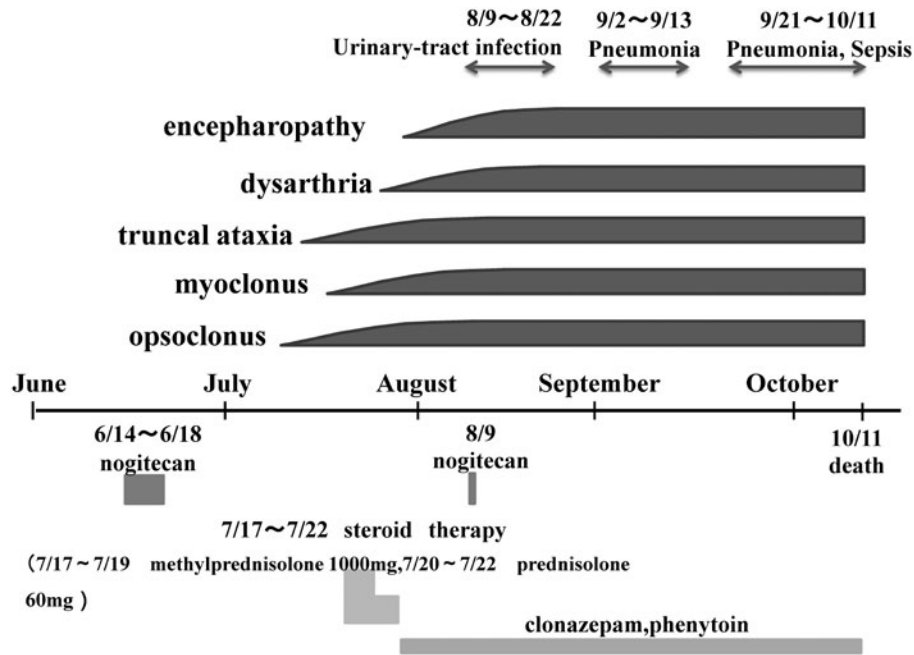 8/9～8/22
Urinary-tract infection
9/2～9/13
Pneumonia
9/21～10/11
Pneumonia, Sepsis
encepharopathy
dysarthria
truncal ataxia
myoclonus
opsoclonus
June
July
August
September
October
6/14～6/18
nogitecan
8/9
nogitecan
10/11
death
7/17～7/22 steroid therapy
(7/17～7/19 methylprednisolone 1000mg,7/20～7/22 prednisolone
60mg )
clonazepam,phenytoin